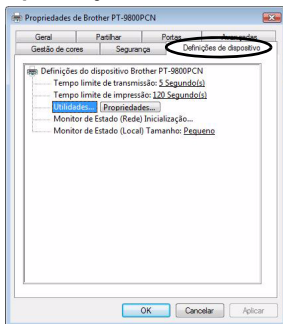 Propriedades de Brother PT-9800PCN
Geral Partilhar Portas Avançadas
Gestão de cores Segurança Definições de dispositivo
Definições do dispositivo Brother PT-9800PCN
Tempo limite de transmissão: 5 Segundo(s)
Tempo limite de impressão: 120 Segundo(s)
Utilidades... Propriedades...
Monitor de Estado (Rede) Inicialização...
Monitor de Estado (Local) Tamanho: Pequeno
OK Cancelar Aplicar